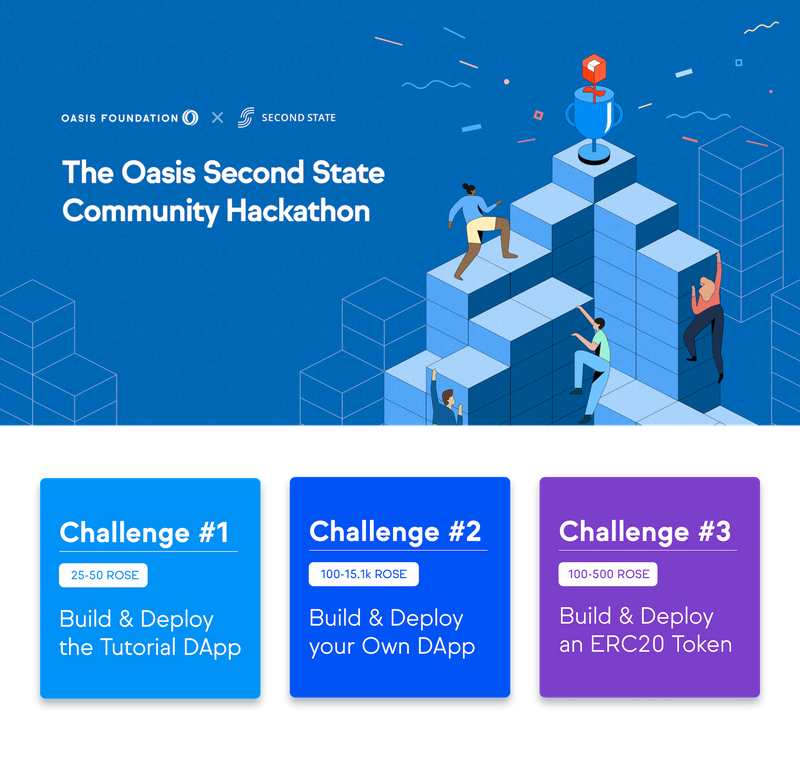 OASIS FOUNDATION × SECOND STATE
The Oasis Second State
Community Hackathon
Challenge #1
25-50 ROSE
Build & Deploy
the Tutorial DApp
Challenge #2
100-15.1k ROSE
Build & Deploy
your Own DApp
Challenge #3
100-500 ROSE
Build & Deploy
an ERC20 Token